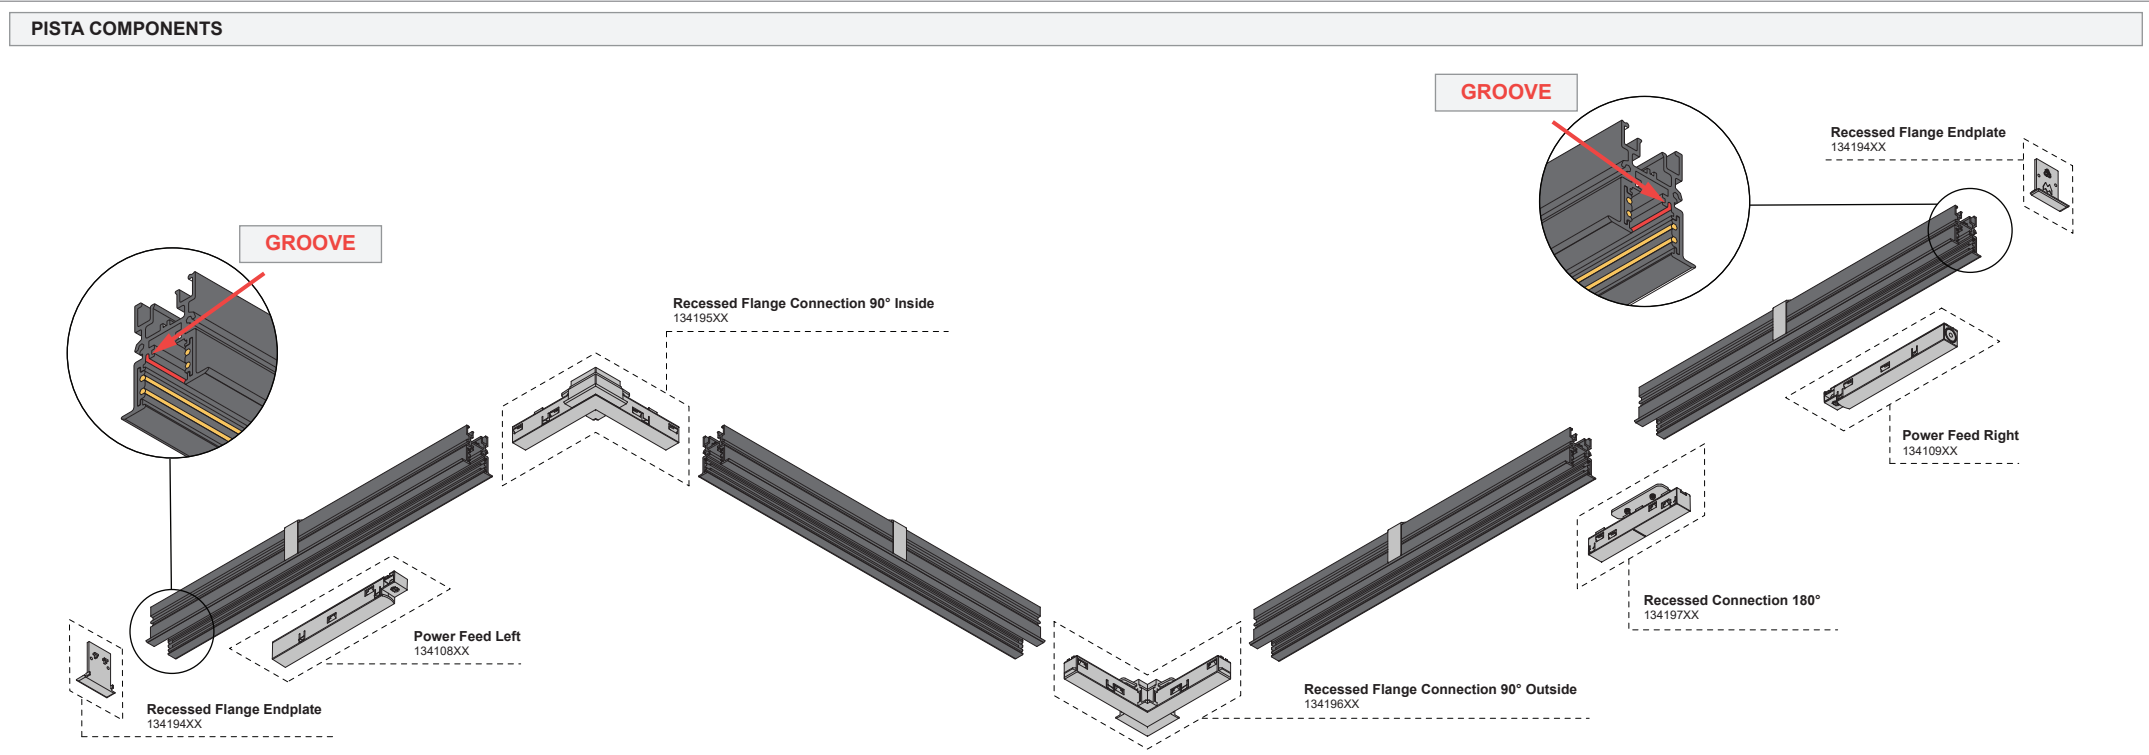 PISTA COMPONENTS
GROOVE
Recessed Flange Endplate
134194XX
GROOVE
Recessed Flange Connection 90° Inside
134195XX
Power Feed Right
134109XX
Recessed Connection 180°
134197XX
Power Feed Left
134108XX
Recessed Flange Connection 90° Outside
134196XX
Recessed Flange Endplate
134194XX